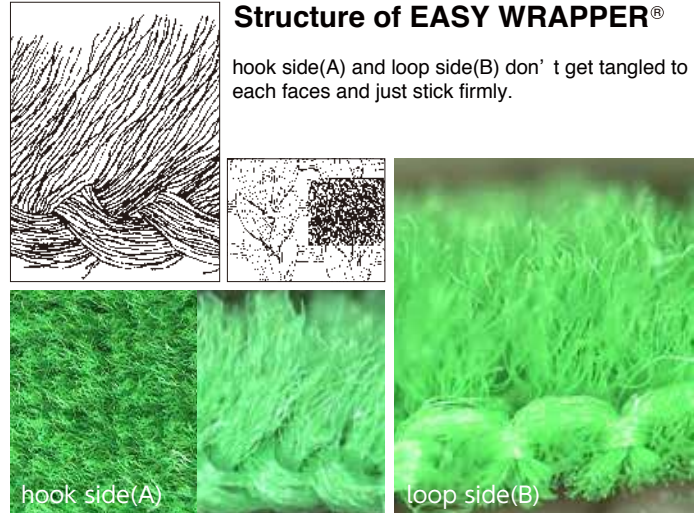 Structure of EASY WRAPPER®
hook side(A) and loop side(B) don’ t get tangled to
each faces and just stick firmly.
hook side(A)
loop side(B)